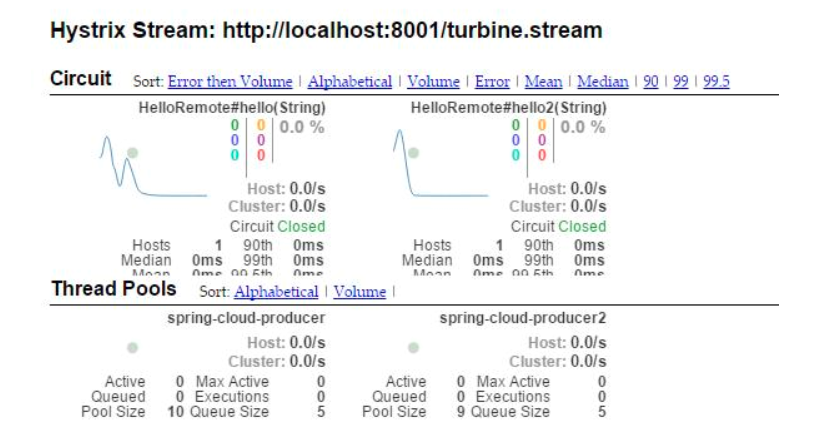 Hystrix Stream: http://localhost:8001/turbine.stream
Circuit Sort: Error then Volume | Alphabetical | Volume | Error | Mean | Median | 90 | 99 | 99.5
HelloRemote#hello(String) HelloRemote#hello2(String)
0 | 0 | 0.0 % 0 | 0 | 0.0 %
0 | 0 0 | 0
0 | 0 0 | 0
Host: 0.0/s Host: 0.0/s
Cluster: 0.0/s Cluster: 0.0/s
Circuit Closed Circuit Closed
Hosts 1 90th 0ms Hosts 1 90th 0ms
Median 0ms 99th 0ms Median 0ms 99th 0ms
Mean 0ms 99.5th 0ms Mean 0ms 99.5th 0ms
Thread Pools Sort: Alphabetical | Volume |
spring-cloud-producer spring-cloud-producer2
Host: 0.0/s Host: 0.0/s
Cluster: 0.0/s Cluster: 0.0/s
Active 0 Max Active 0 Active 0 Max Active 0
Queued 0 Executions 0 Queued 0 Executions 0
Pool Size 10 Queue Size 5 Pool Size 9 Queue Size 5